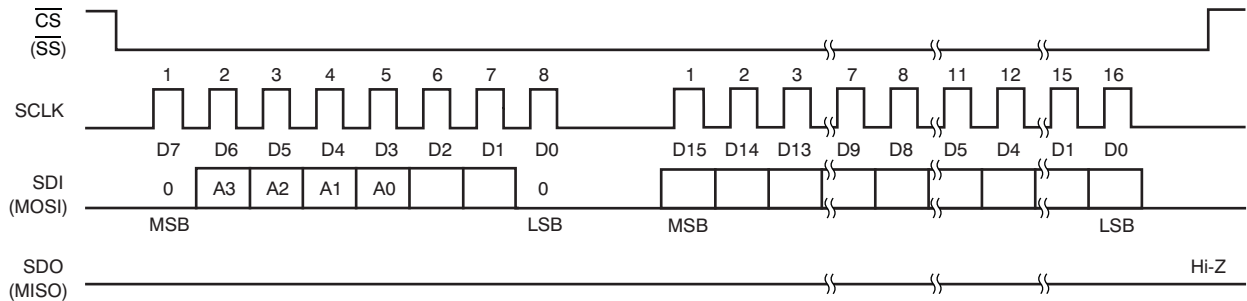 CS
(SS)
1 2 3 4 5 6 7 8 1 2 3 7 8 11 12 15 16
SCLK
D7 D6 D5 D4 D3 D2 D1 D0 D15 D14 D13 D9 D8 D5 D4 D1 D0
SDI
(MOSI)
0 A3 A2 A1 A0 0
MSB LSB MSB LSB
SDO
(MISO)
Hi-Z